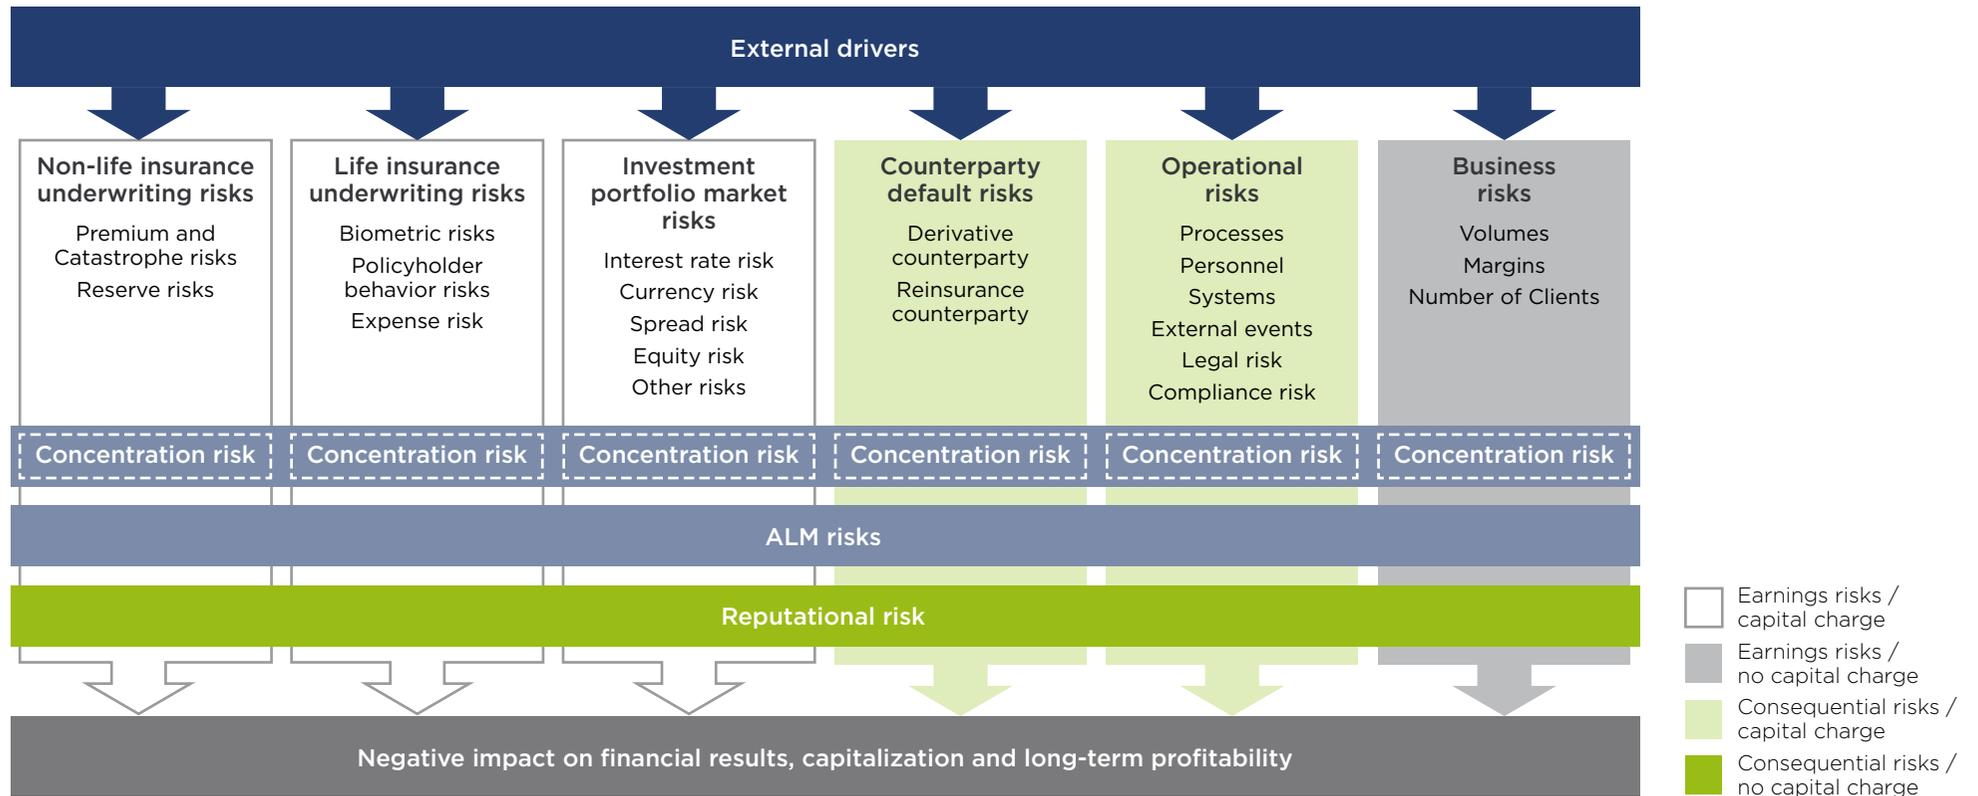 External drivers
Non-life insurance
underwriting risks
Premium and
Catastrophe risks
Reserve risks
Life insurance
underwriting risks
Biometric risks
Policyholder
behavior risks
Expense risk
Investment
portfolio market
risks
Interest rate risk
Currency risk
Spread risk
Equity risk
Other risks
Counterparty
default risks
Derivative
counterparty
Reinsurance
counterparty
Operational
risks
Processes
Personnel
Systems
External events
Legal risk
Compliance risk
Business
risks
Volumes
Margins
Number of Clients
Concentration risk
Concentration risk
Concentration risk
Concentration risk
Concentration risk
Concentration risk
ALM risks
Reputational risk
Negative impact on financial results, capitalization and long-term profitability
Earnings risks /
capital charge
Earnings risks /
no capital charge
Consequential risks /
capital charge
Consequential risks /
no capital charge